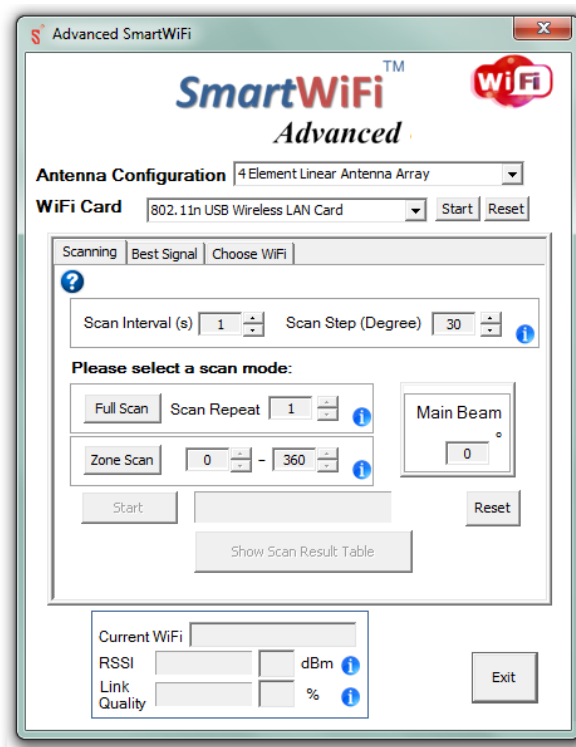 Advanced SmartWiFi
SmartWiFi™
WiFi
Advanced
Antenna Configuration 4 Element Linear Antenna Array
WiFi Card 802.11n USB Wireless LAN Card Start Reset
Scanning Best Signal Choose WiFi
?
Scan Interval (s) 1 Scan Step (Degree) 30 i
Please select a scan mode:
Full Scan Scan Repeat 1 i
Main Beam
Zone Scan 0 - 360 i
0 °
Start Reset
Show Scan Result Table
Current WiFi
RSSI dBm i
Link Quality % i
Exit